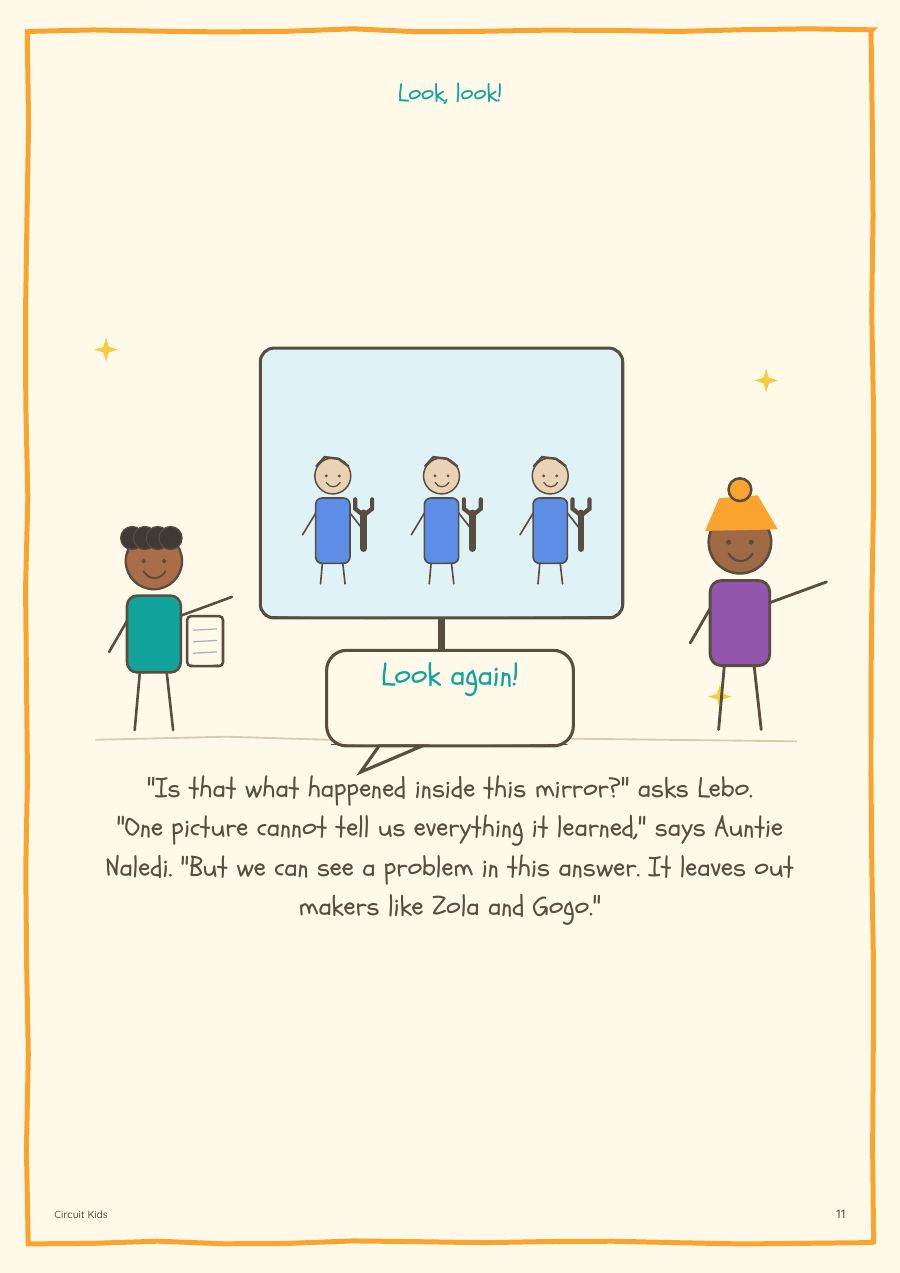 Look, look!
Look again!
"Is that what happened inside this mirror?" asks Lebo.
"One picture cannot tell us everything it learned," says Auntie
Naledi. "But we can see a problem in this answer. It leaves out
makers like Zola and Gogo."
Circuit Kids
11